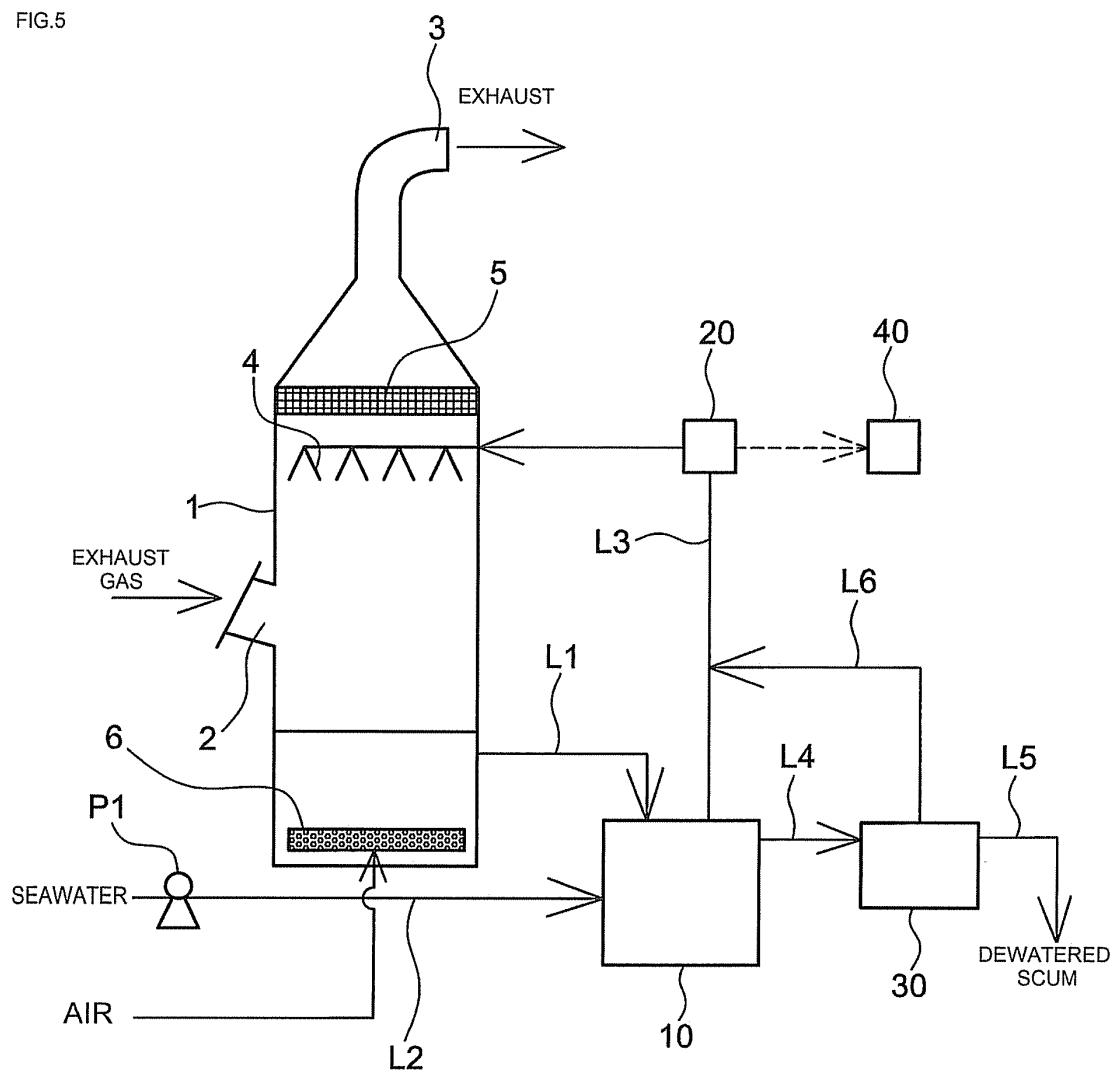 FIG.5
3
EXHAUST
5
4
20
40
1
L3
EXHAUST
GAS
L6
L1
2
6
L4
L5
P1
SEAWATER
DEWATERED
SCUM
30
AIR
10
L2